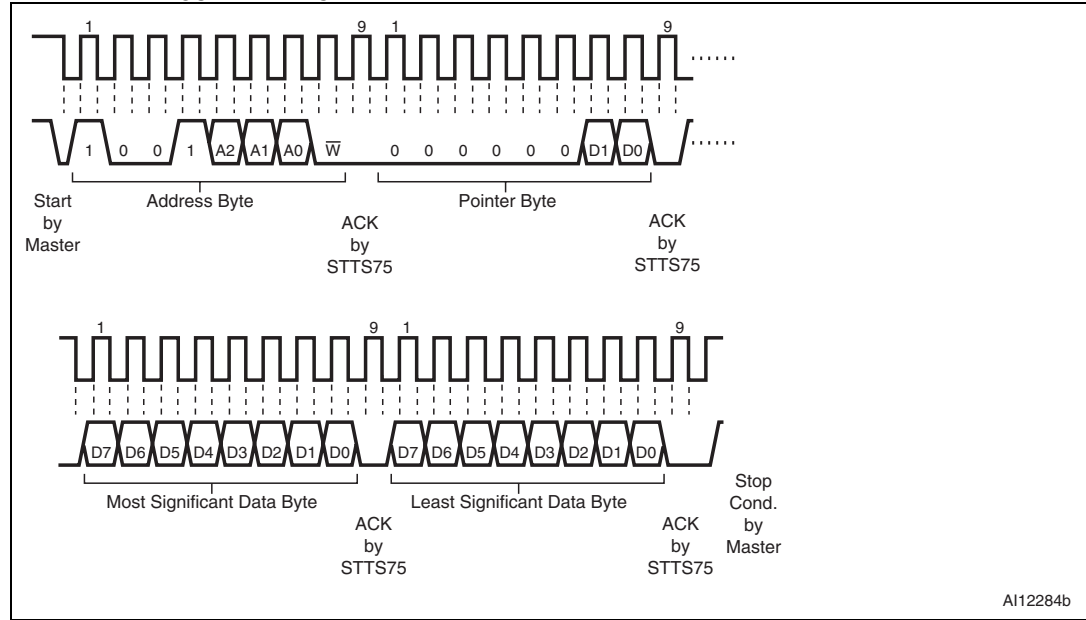 1 9 1 9
1 0 0 1 A2 A1 A0 W 0 0 0 0 0 0 D1 D0
Start
by
Master
Address Byte
ACK
by
STTS75
Pointer Byte
ACK
by
STTS75
1 9 1 9
D7 D6 D5 D4 D3 D2 D1 D0 D7 D6 D5 D4 D3 D2 D1 D0
Most Significant Data Byte
ACK
by
STTS75
Least Significant Data Byte
ACK
by
STTS75
Stop
Cond.
by
Master
AI12284b